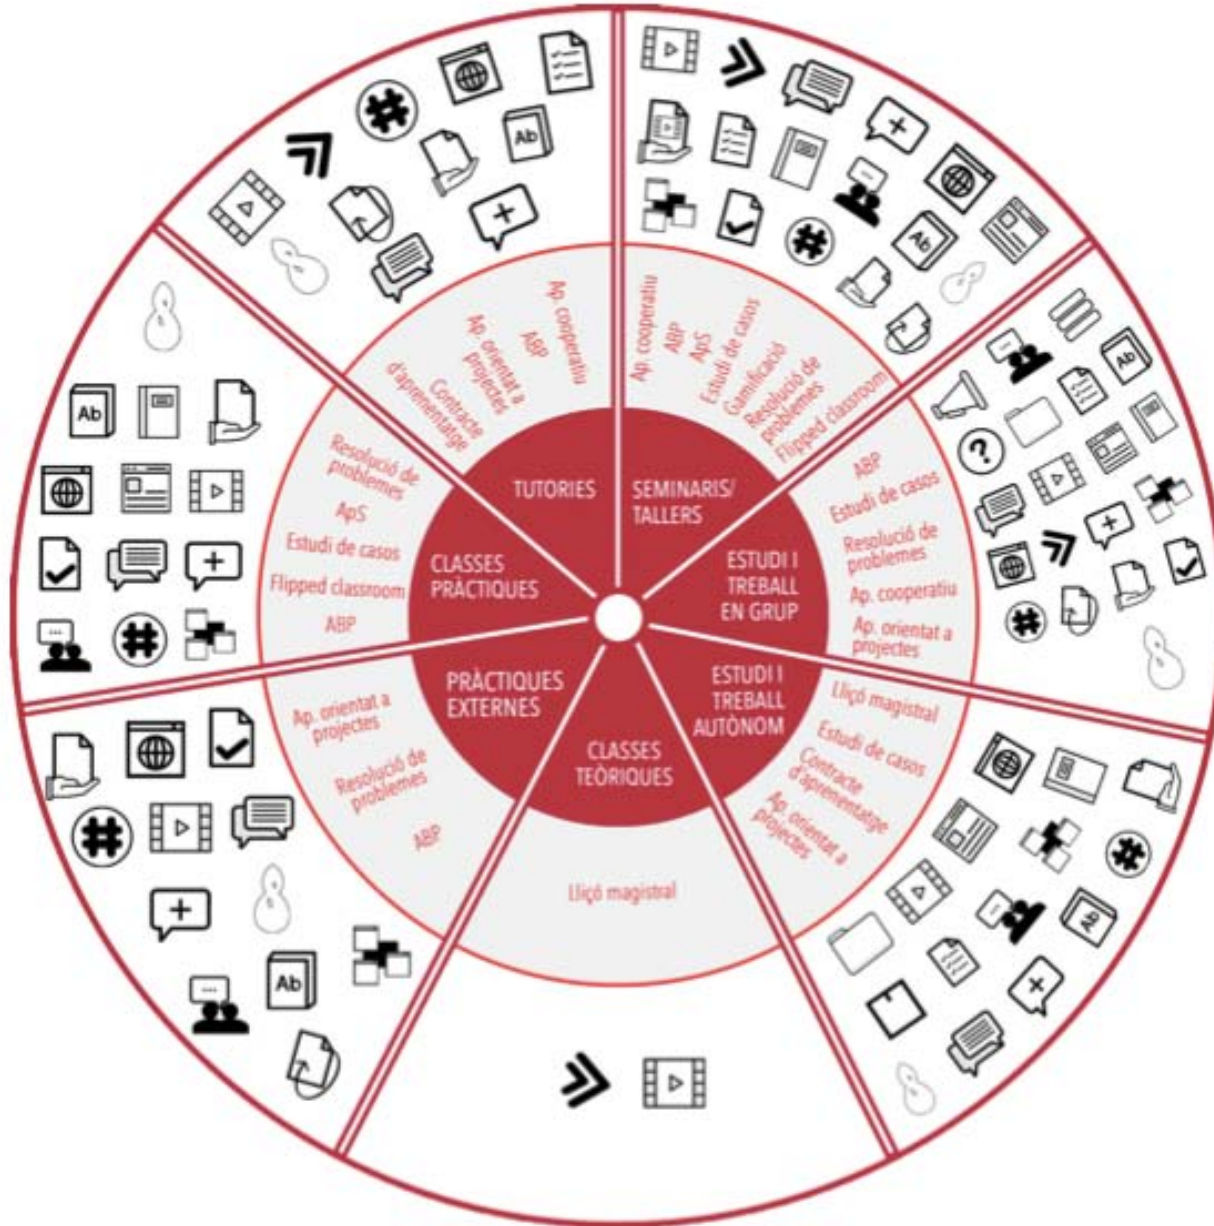 TUTORIES
SEMINARIS/
TALLERS
ESTUDI I
TREBALL
EN GRUP
ESTUDI I
TREBALL
AUTÒNOM
CLASSES
TEÒRIQUES
PRÀCTIQUES
EXTERNES
CLASSES
PRÀCTIQUES
Contracte
d'aprenentatge
Ap. orientat a
projectes
ABP
Ap. cooperatiu
Ap. cooperatiu
ABP
ApS
Estudi de casos
Gamificació
Resolució de
problemes
Flipped classroom
ABP
Estudi de casos
Resolució de
problemes
Ap. cooperatiu
Ap. orientat a
projectes
Lliçó magistral
Estudi de casos
Contracte
d'aprenentatge
Ap. orientat a
projectes
Lliçó magistral
Ap. orientat a
projectes
Resolució de
problemes
ABP
Resolució de
problemes
ApS
Estudi de casos
Flipped classroom
ABP
Ab
Ab
Ab
Ab
Ab
Ab